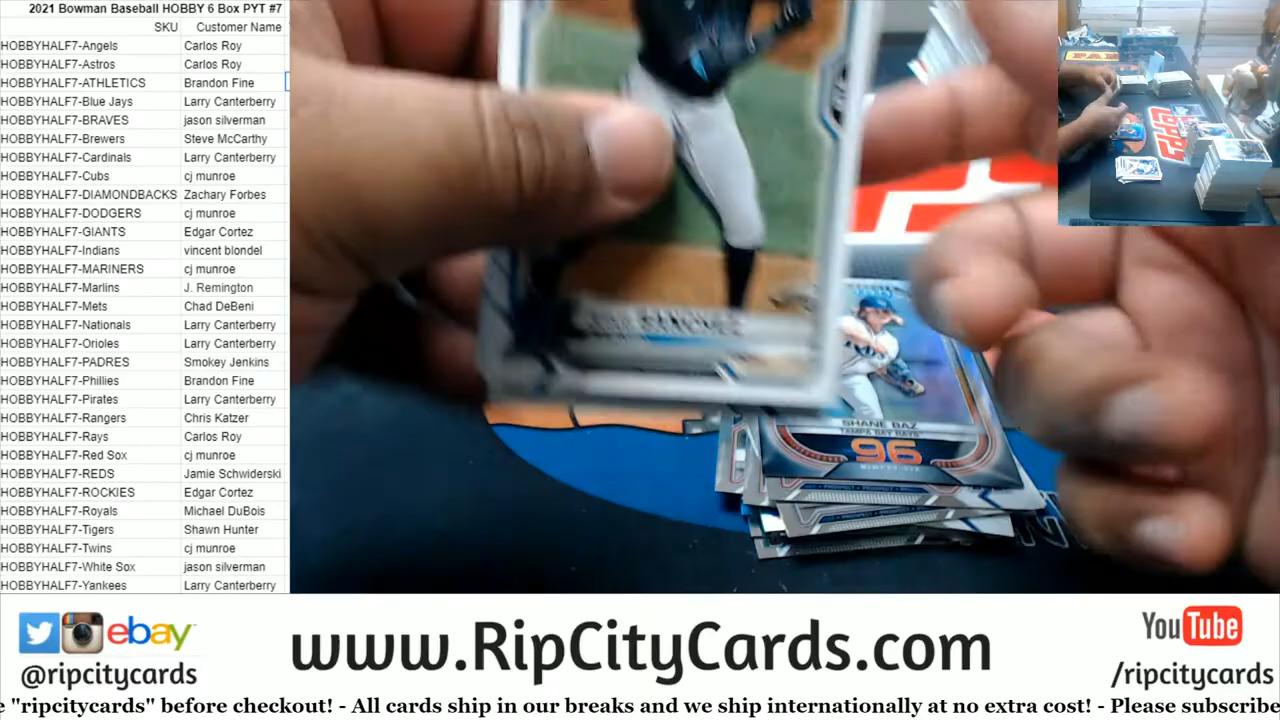 2021 Bowman Baseball HOBBY 6 Box PYT #7
SKU Customer Name
HOBBYHALF7-Angels Carlos Roy
HOBBYHALF7-Astros Carlos Roy
HOBBYHALF7-ATHLETICS Brandon Fine
HOBBYHALF7-Blue Jays Larry Canterberry
HOBBYHALF7-BRAVES jason silverman
HOBBYHALF7-Brewers Steve McCarthy
HOBBYHALF7-Cardinals Larry Canterberry
HOBBYHALF7-Cubs cj munroe
HOBBYHALF7-DIAMONDBACKS Zachary Forbes
HOBBYHALF7-DODGERS cj munroe
HOBBYHALF7-GIANTS Edgar Cortez
HOBBYHALF7-Indians vincent blondel
HOBBYHALF7-MARINERS cj munroe
HOBBYHALF7-Marlins J. Remington
HOBBYHALF7-Mets Chad DeBeni
HOBBYHALF7-Nationals Larry Canterberry
HOBBYHALF7-Orioles Larry Canterberry
HOBBYHALF7-PADRES Smokey Jenkins
HOBBYHALF7-Phillies Brandon Fine
HOBBYHALF7-Pirates Larry Canterberry
HOBBYHALF7-Rangers Chris Katzer
HOBBYHALF7-Rays Carlos Roy
HOBBYHALF7-Red Sox cj munroe
HOBBYHALF7-REDS Jamie Schwiderski
HOBBYHALF7-ROCKIES Edgar Cortez
HOBBYHALF7-Royals Michael DuBois
HOBBYHALF7-Tigers Shawn Hunter
HOBBYHALF7-Twins cj munroe
HOBBYHALF7-White Sox jason silverman
HOBBYHALF7-Yankees Larry Canterberry
SHANE BAZ
TAMPA BAY RAYS
96
NINETY-SIX
TOPPS
ebay
@ripcitycards
www.RipCityCards.com
YouTube
/ripcitycards
e "ripcitycards" before checkout! - All cards ship in our breaks and we ship internationally at no extra cost! - Please subscribe